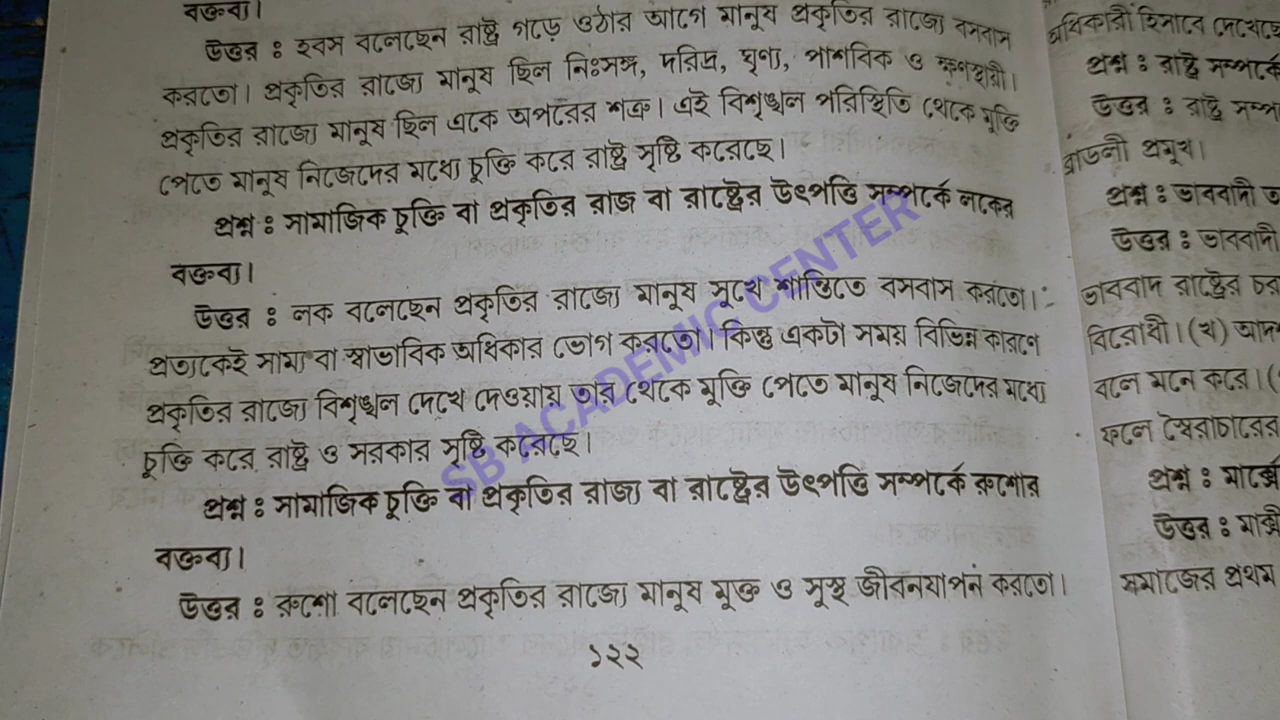 বক্তব্য।
উত্তর ঃ হবস বলেছেন রাষ্ট্র গড়ে ওঠার আগে মানুষ প্রকৃতির রাজ্যে বসবাস
করতো। প্রকৃতির রাজ্যে মানুষ ছিল নিঃসঙ্গ, দরিদ্র, ঘৃণ্য, পাশবিক ও ক্ষণস্থায়ী।
প্রকৃতির রাজ্যে মানুষ ছিল একে অপরের শত্রু। এই বিশৃঙ্খল পরিস্থিতি থেকে মুক্তি
পেতে মানুষ নিজেদের মধ্যে চুক্তি করে রাষ্ট্র সৃষ্টি করেছে।
প্রশ্ন ঃ সামাজিক চুক্তি বা প্রকৃতির রাজ বা রাষ্ট্রের উৎপত্তি সম্পর্কে লকের
বক্তব্য।
উত্তর ঃ লক বলেছেন প্রকৃতির রাজ্যে মানুষ সুখে শান্তিতে বসবাস করতো।
প্রত্যকেই সাম্য বা স্বাভাবিক অধিকার ভোগ করতো। কিন্তু একটা সময় বিভিন্ন কারণে
প্রকৃতির রাজ্যে বিশৃঙ্খল দেখে দেওয়ায় তার থেকে মুক্তি পেতে মানুষ নিজেদের মধ্যে
চুক্তি করে রাষ্ট্র ও সরকার সৃষ্টি করেছে।
প্রশ্ন ঃ সামাজিক চুক্তি বা প্রকৃতির রাজ্য বা রাষ্ট্রের উৎপত্তি সম্পর্কে রুশোর
বক্তব্য।
উত্তর ঃ রুশো বলেছেন প্রকৃতির রাজ্যে মানুষ মুক্ত ও সুস্থ জীবনযাপন করতো।
১২২
SB ACADEMIC CENTER
অধিকারী হিসাবে
প্রশ্ন ঃ রাষ্ট্র সম্পর্কে
উত্তর ঃ রাষ্ট্র
ব্রাডলী প্রমুখ।
প্রশ্ন ঃ ভাববাদী
উত্তর ঃ ভাববাদী
ভাববাদ রাষ্ট্রের
বিরোধী। (খ)
বলে মনে করে।
ফলে স্বৈরাচারের
প্রশ্ন ঃ
উত্তর ঃ
সমাজের প্রথম